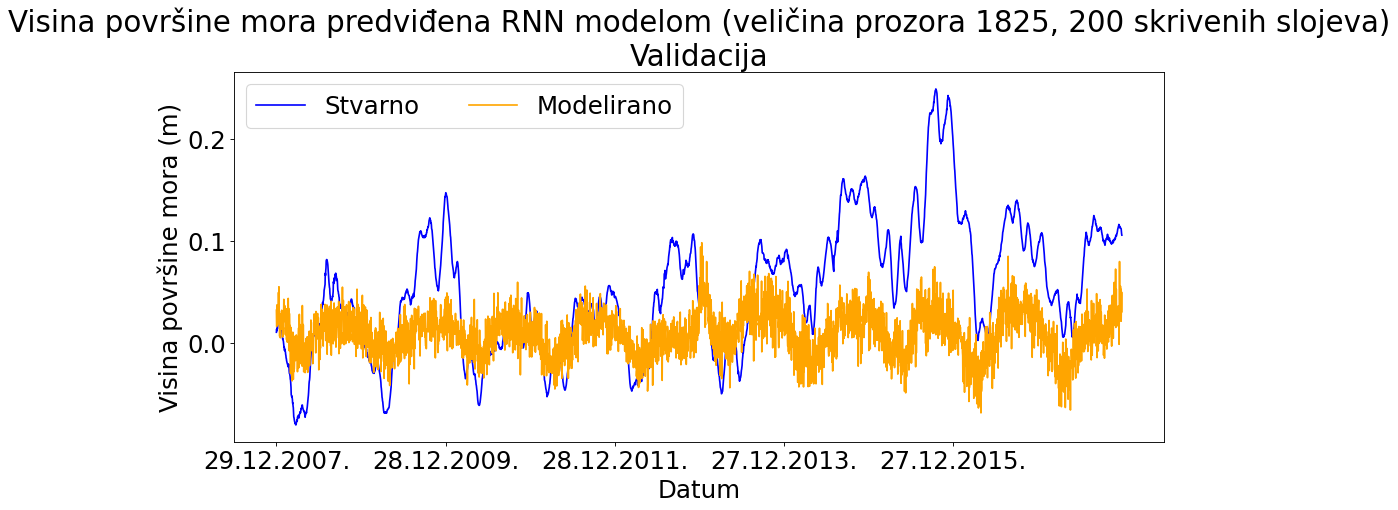 Visina površine mora predviđena RNN modelom (veličina prozora 1825, 200 skrivenih slojeva)
Validacija
Stvarno
Modelirano
Visina površine mora (m)
0.2
0.1
0.0
29.12.2007.
28.12.2009.
28.12.2011.
27.12.2013.
27.12.2015.
Datum